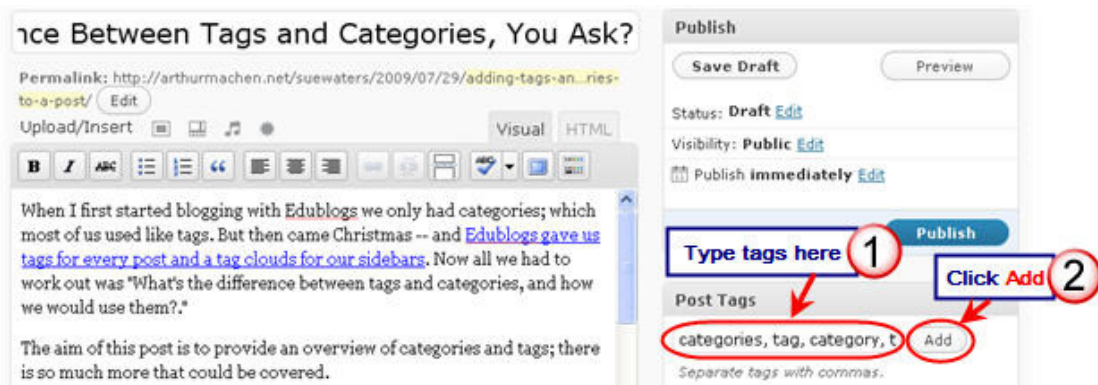 nce Between Tags and Categories, You Ask?
Permalink: http://arthurmachen.net/suewaters/2009/07/29/adding-tags-an…ries-
to-a-post/ Edit
Upload/Insert
Visual HTML
B I ABC ABC
When I first started blogging with Edublogs we only had categories; which
most of us used like tags. But then came Christmas -- and Edublogs gave us
tags for every post and a tag clouds for our sidebars. Now all we had to
work out was "What's the difference between tags and categories, and how
we would use them?."
The aim of this post is to provide an overview of categories and tags; there
is so much more that could be covered.
Publish
Save Draft Preview
Status: Draft Edit
Visibility: Public Edit
Publish immediately Edit
Publish
Type tags here 1
Click Add 2
Post Tags
categories, tag, category, t Add
Separate tags with commas.